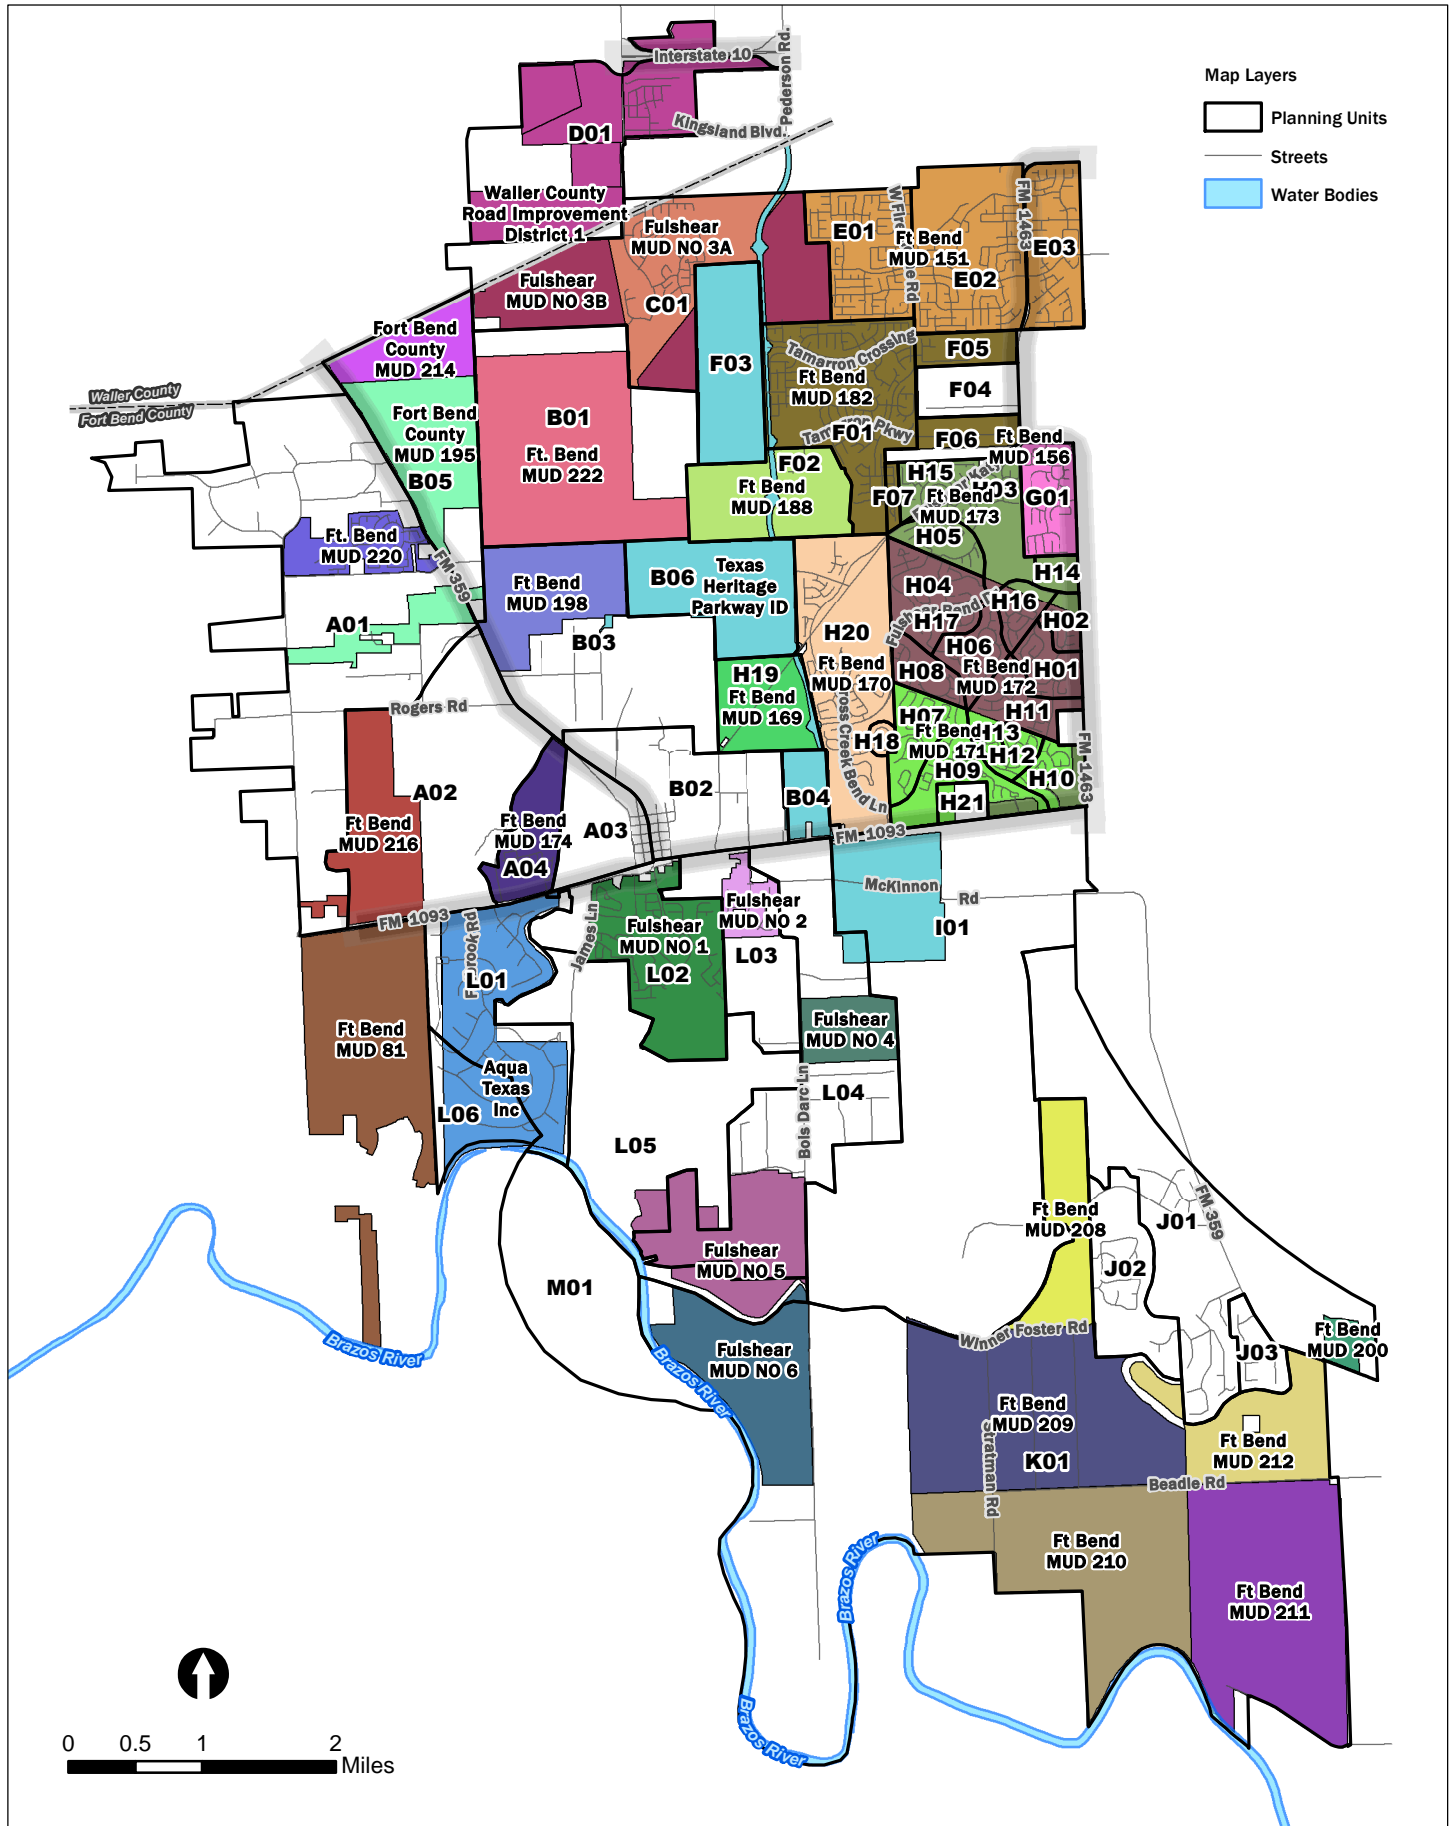 Interstate 10
Pederson Rd.
Map Layers
Planning Units
Streets
Water Bodies
Kingsland Blvd.
D01
Waller County
Road Improvement
District 1
Fulshear
MUD NO 3A
E01
Ft Bend
MUD 151
FM 1463
E03
E02
Fulshear
MUD NO 3B
C01
Fort Bend
County
MUD 214
Tamarron Crossing
F05
F03
Ft Bend
MUD 182
F04
Waller County
Fort Bend County
Fort Bend
County
MUD 195
B05
B01
Ft. Bend
MUD 222
F01
Pkwy
F06
Ft Bend
MUD 156
F02
Ft Bend
MUD 188
H15
H03
F07
Ft Bend
MUD 173
G01
H05
Ft. Bend
MUD 220
FM 359
Ft Bend
MUD 198
B06
Texas
Heritage
Parkway ID
H14
H04
H16
A01
B03
H20
H17
H02
H06
Ft Bend
MUD 170
H08
Ft Bend
MUD 172
H01
H19
Ft Bend
MUD 169
Rogers Rd
H07
H11
H18
Ft Bend
MUD 171
H13
H12
FM 1463
H09
H10
Cross Creek Bend Ln
A02
B02
B04
H21
Ft Bend
MUD 216
Ft Bend
MUD 174
A03
FM 1093
A04
McKinnon
Rd
FM 1093
James Ln
Fulshear
MUD NO 2
Fulshear
MUD NO 1
I01
L03
L01
L02
Ft Bend
MUD 81
Fulshear
MUD NO 4
Aqua
Texas
Inc
L06
Bois Darc Ln
L04
L05
Ft Bend
MUD 208
J01
FM 359
Fulshear
MUD NO 5
J02
M01
Brazos River
Winner Foster Rd
Ft Bend
MUD 200
J03
Fulshear
MUD NO 6
Brazos River
Ft Bend
MUD 209
Stratman Rd
K01
Ft Bend
MUD 212
Beadle Rd
Ft Bend
MUD 210
Brazos River
Ft Bend
MUD 211
Brazos River
0 0.5 1 2
Miles